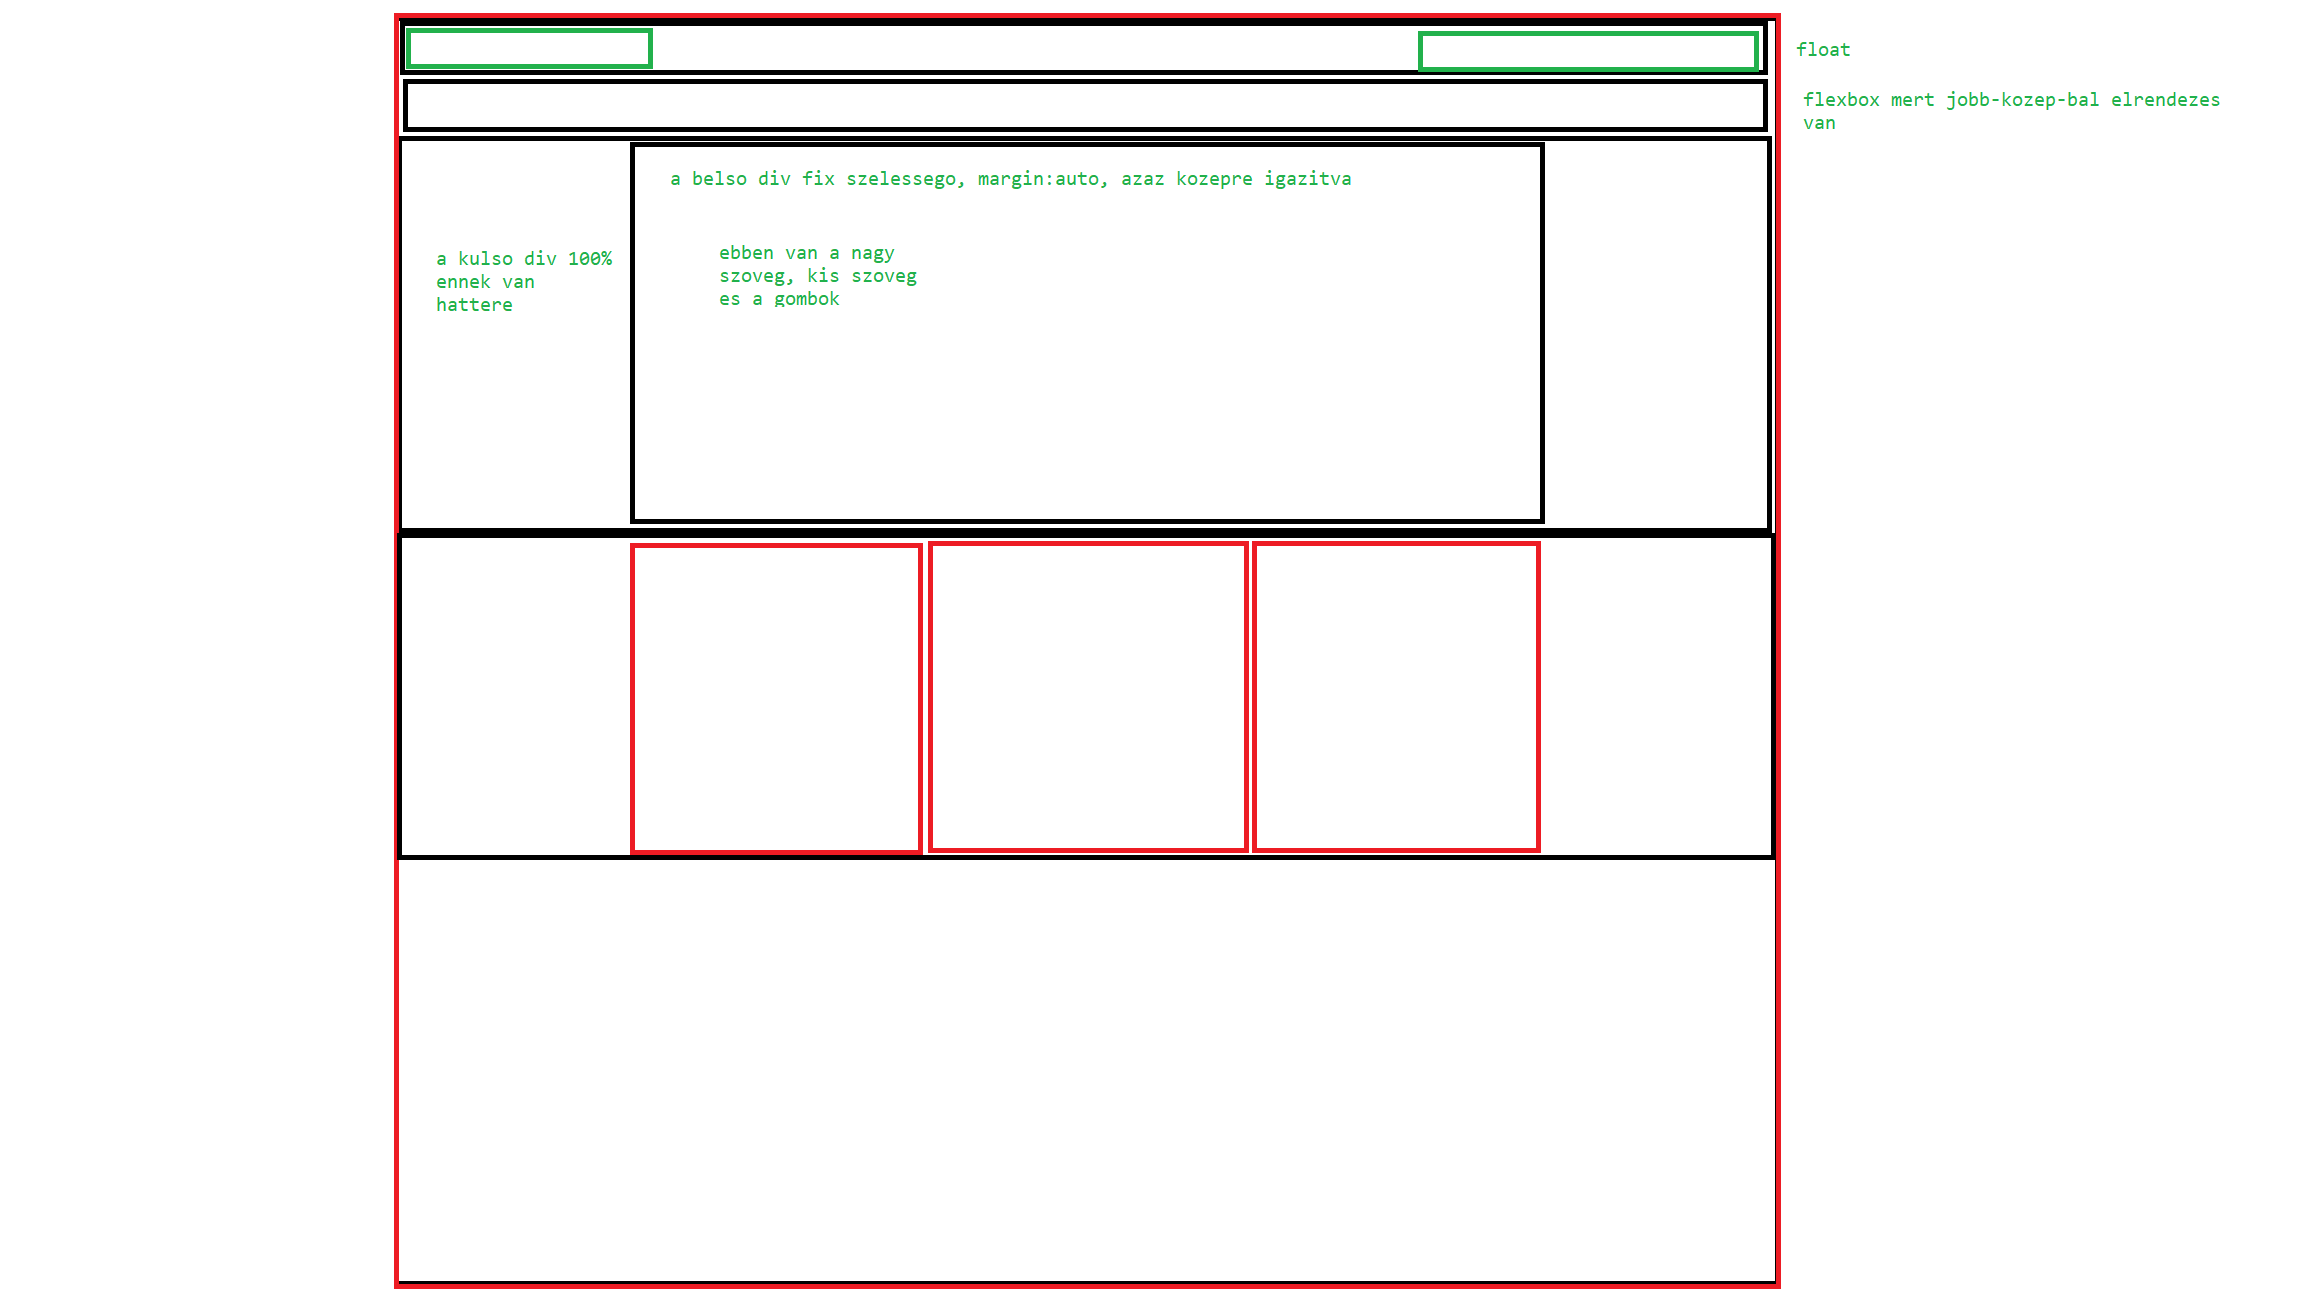 float
flexbox mert jobb-kozep-bal elrendezes
van
a belso div fix szelessego, margin:auto, azaz kozepre igazitva
a kulso div 100%
ennek van
hattere
ebben van a nagy
szoveg, kis szoveg
es a gombok